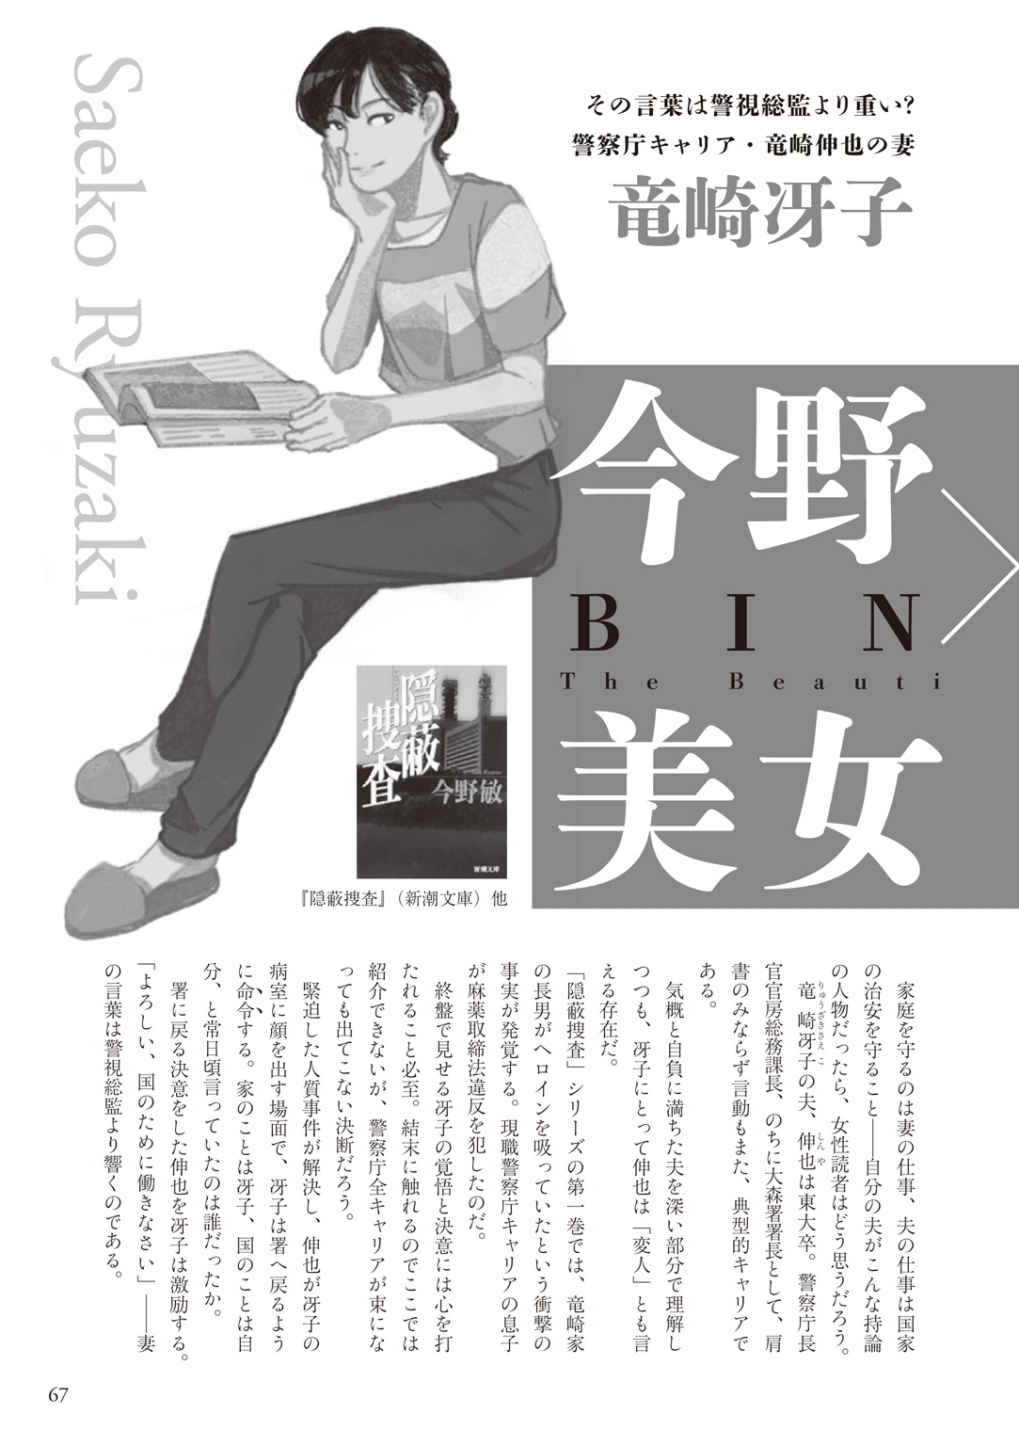 その言葉は警視総監より重い?
警察庁キャリア・竜崎伸也の妻
竜崎冴子
Saeko Ryuzaki
今野
BIN
The Beauti
美女
隠蔽
捜査
今野敏
新潮文庫
『隠蔽捜査』（新潮文庫）他
家庭を守るのは妻の仕事、夫の仕事は国家
の治安を守ること――自分の夫がこんな持論
の人物だったら、女性読者はどう思うだろう。
竜崎冴子の夫、伸也は東大卒。警察庁長
りゅうざきさえこ
しんや
官官房総務課長、のちに大森署署長として、肩
書のみならず言動もまた、典型的キャリアで
ある。
気概と自負に満ちた夫を深い部分で理解し
つつも、冴子にとって伸也は「変人」とも言
える存在だ。
「隠蔽捜査」シリーズの第一巻では、竜崎家
の長男がヘロインを吸っていたという衝撃の
事実が発覚する。現職警察庁キャリアの息子
が麻薬取締法違反を犯したのだ。
終盤で見せる冴子の覚悟と決意には心を打
たれること必至。結末に触れるのでここでは
紹介できないが、警察庁全キャリアが束にな
っても出てこない決断だろう。
緊迫した人質事件が解決し、伸也が冴子の
病室に顔を出す場面で、冴子は署へ戻るよう
に命令する。家のことは冴子、国のことは自
分、と常日頃言っていたのは誰だったか。
署に戻る決意をした伸也を冴子は激励する。
「よろしい、国のために働きなさい」――妻
の言葉は警視総監より響くのである。
67